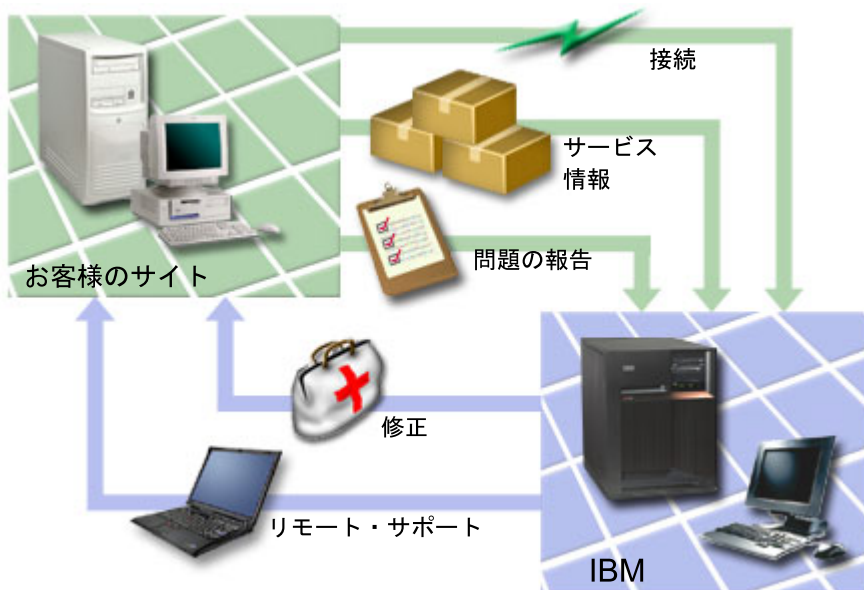 接続
サービス
情報
問題の報告
お客様のサイト
修正
リモート・サポート
IBM